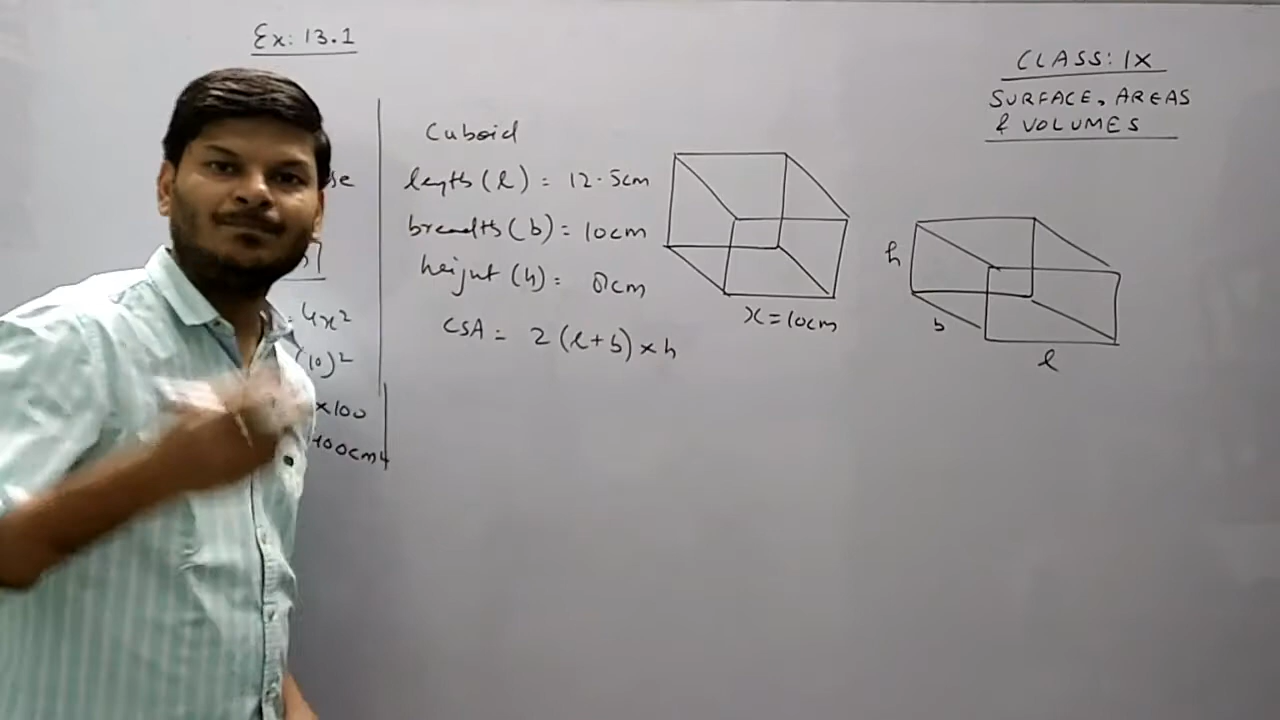 Ex: 13.1
CLASS: IX
SURFACE, AREAS
& VOLUMES
4x²
(10)²
×100
400cm
Cuboid
length (l) = 12.5cm
breadth (b) = 10cm
height (h) = 8cm
CSA = 2 (l+b) × h
x = 10cm
h
b
l